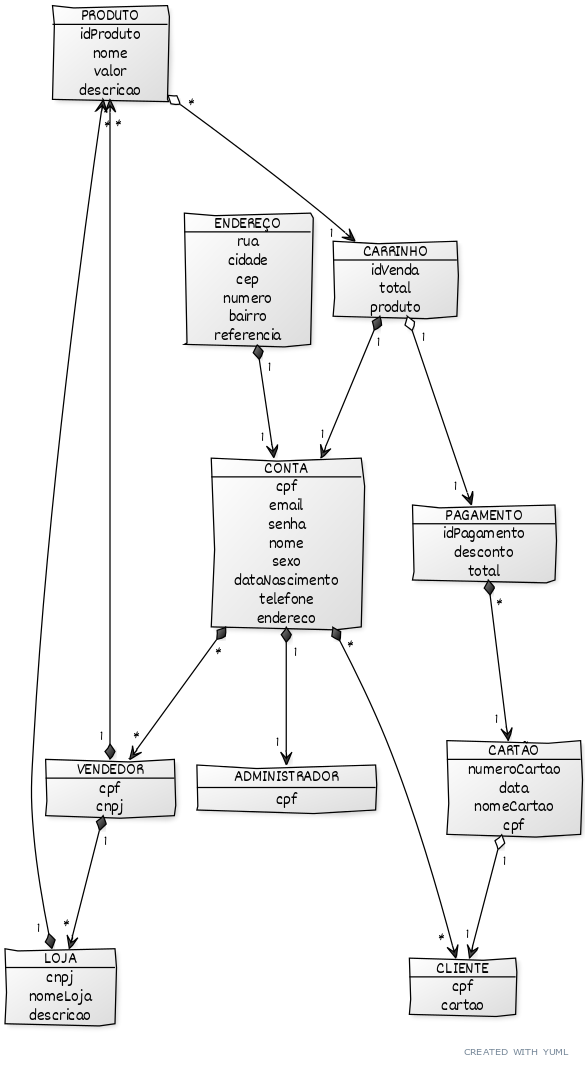 PRODUTO
idProduto
nome
valor
descricao
*
*
*
1
ENDEREÇO
rua
cidade
cep
numero
bairro
referencia
CARRINHO
idVenda
total
produto
1
1
1
1
1
1
CONTA
cpf
email
senha
nome
sexo
dataNascimento
telefone
endereco
PAGAMENTO
idPagamento
desconto
total
*
*
1
*
1
1
*
1
VENDEDOR
cpf
cnpj
ADMINISTRADOR
cpf
CARTÃO
numeroCartao
data
nomeCartao
cpf
1
1
1
*
*
1
LOJA
cnpj
nomeLoja
descricao
CLIENTE
cpf
cartao
CREATED WITH YUML